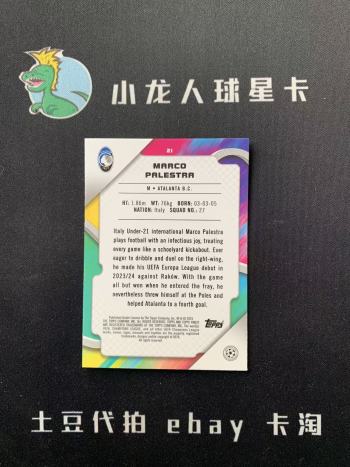 小龙人球星卡
21
MARCO
PALESTRA
M • ATALANTA B.C.
HT: 1.86m WT: 76kg BORN: 03-03-05
NATION: Italy SQUAD NO.: 27
Italy Under-21 international Marco Palestra
plays football with an infectious joy, treating
every game like a schoolyard kickabout. Ever
eager to dribble and duel on the right-wing,
he made his UEFA Europa League debut in
2023/24 against Raków. With the game
all but won when he entered the fray, he
nevertheless threw himself at the Poles and
helped Atalanta to a fourth goal.
Topps
土豆代拍 ebay 卡淘